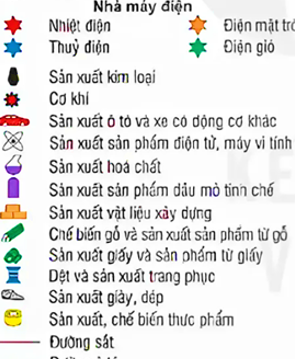 Nhà máy điện
Nhiệt điện Điện mặt
Thuỷ điện Điện gió
Sản xuất kim loại
Cơ khí
Sản xuất ô tô và xe có động cơ khác
Sản xuất sản phẩm điện tử, máy vi tính
Sản xuất hoá chất
Sản xuất sản phẩm dầu mỏ tinh chế
Sản xuất vật liệu xây dựng
Chế biến gỗ và sản xuất sản phẩm từ gỗ
Sản xuất giấy và sản phẩm từ giấy
Dệt và sản xuất trang phục
Sản xuất giày, dép
Sản xuất, chế biến thực phẩm
Đường sắt